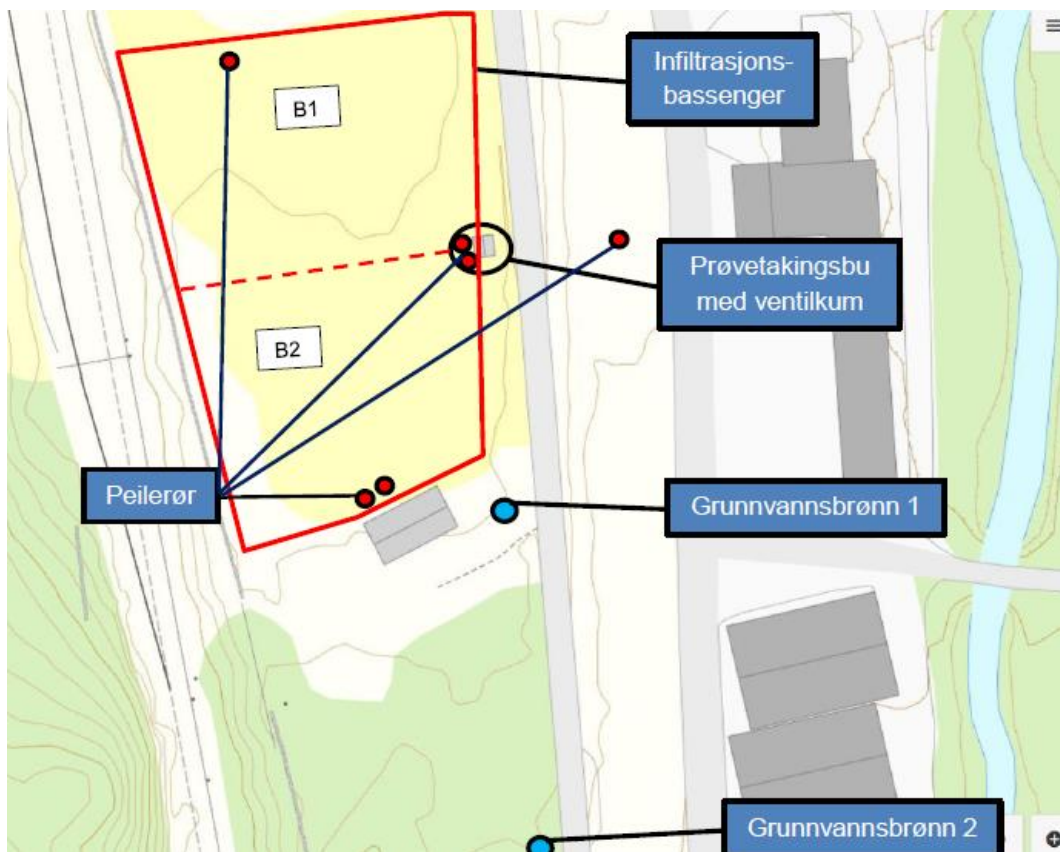 Infiltrasjons-
bassenger
B1
Prøvetakingsbu
med ventilkum
B2
Peilerør
Grunnvannsbrønn 1
Grunnvannsbrønn 2